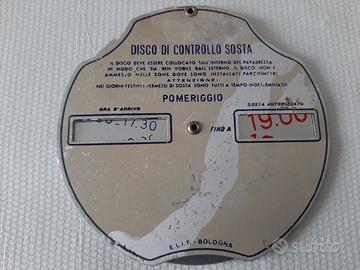 DISCO DI CONTROLLO SOSTA
IL DISCO DEVE ESSERE COLLOCATO SULL'INTERNO DEL PARABREZZA
IN MODO CHE SIA BEN VISIBILE DALL'ESTERNO. IL DISCO NON È
AMMESSO NELLE ZONE DOVE SONO INSTALLATI PARCHIMETRI
ATTENZIONE:
NEI GIORNI FESTIVI I PERMESSI DI SOSTA SONO TUTTI A TEMPO INDETERMINATO
POMERIGGIO
ORA D'ARRIVO
SOSTA AUTORIZZATA
17.30
FINO A
19.00
E.L.I.T. - BOLOGNA
subito